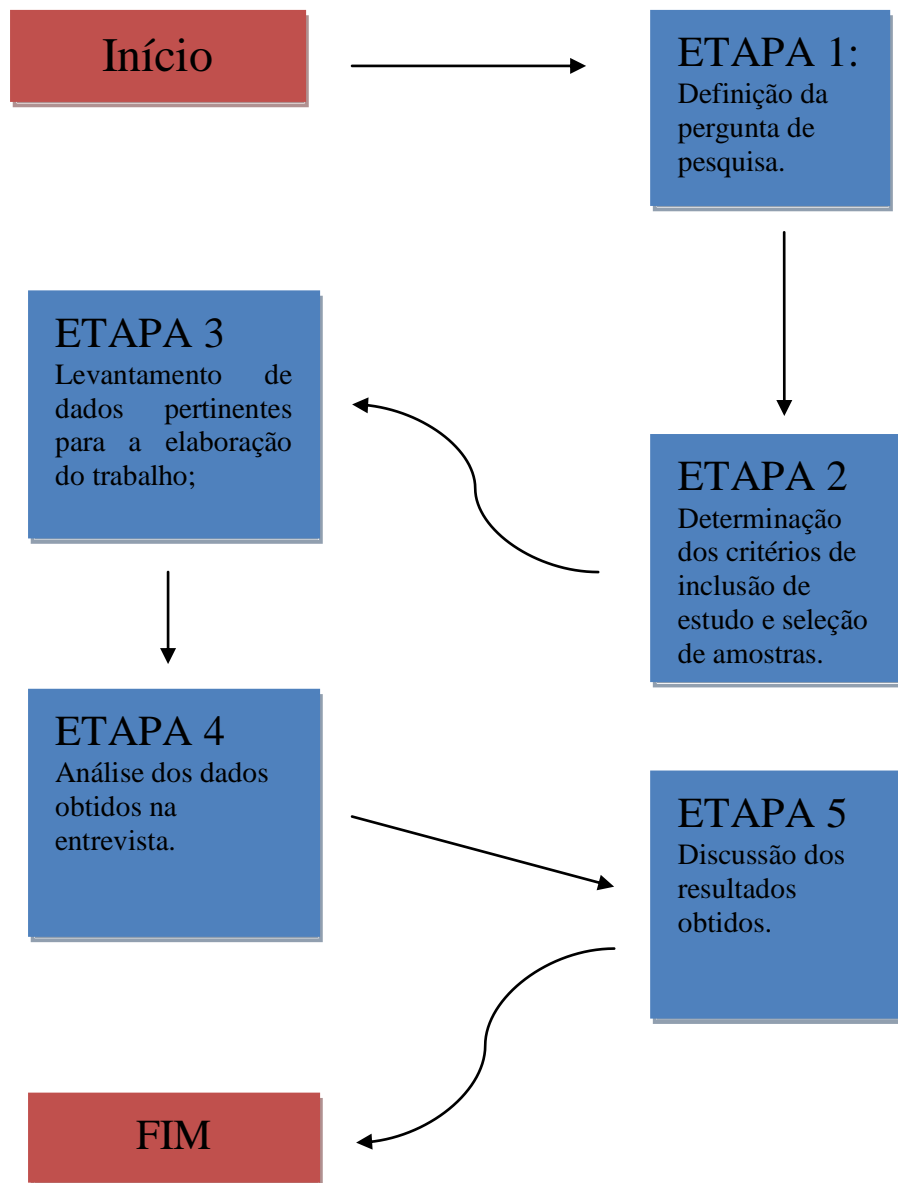 Início
ETAPA 1:
Definição da
pergunta de
pesquisa.
ETAPA 2
Determinação
dos critérios de
inclusão de
estudo e seleção
de amostras.
ETAPA 3
Levantamento de
dados pertinentes
para a elaboração
do trabalho;
ETAPA 4
Análise dos dados
obtidos na
entrevista.
ETAPA 5
Discussão dos
resultados
obtidos.
FIM